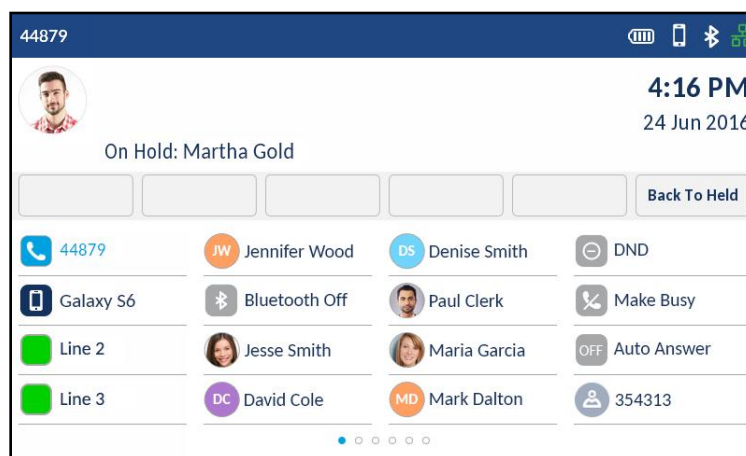 44879
4:16 PM
24 Jun 2016
On Hold: Martha Gold
Back To Held
44879
JW Jennifer Wood
DS Denise Smith
DND
Galaxy S6
Bluetooth Off
Paul Clerk
Make Busy
Line 2
Jesse Smith
Maria Garcia
OFF Auto Answer
Line 3
DC David Cole
MD Mark Dalton
354313